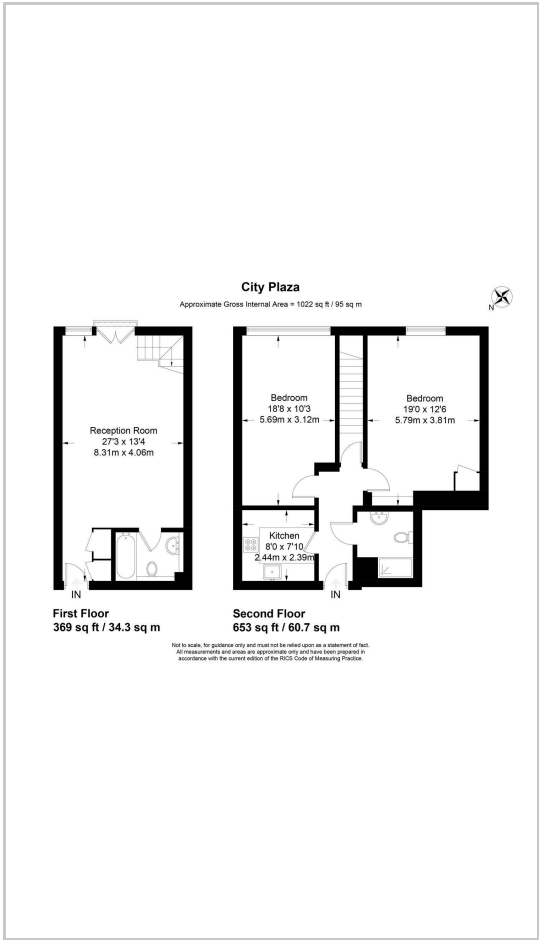 City Plaza
Approximate Gross Internal Area = 1022 sq ft / 95 sq m
N
Reception Room
27'3 x 13'4
8.31m x 4.06m
IN
First Floor
369 sq ft / 34.3 sq m
Bedroom
18'8 x 10'3
5.69m x 3.12m
Bedroom
19'0 x 12'6
5.79m x 3.81m
Kitchen
8'0 x 7'10
2.44m x 2.39m
IN
Second Floor
653 sq ft / 60.7 sq m
Not to scale, for guidance only and must not be relied upon as a statement of fact.
All measurements and areas are approximate only and have been prepared in
accordance with the current edition of the RICS Code of Measuring Practice.